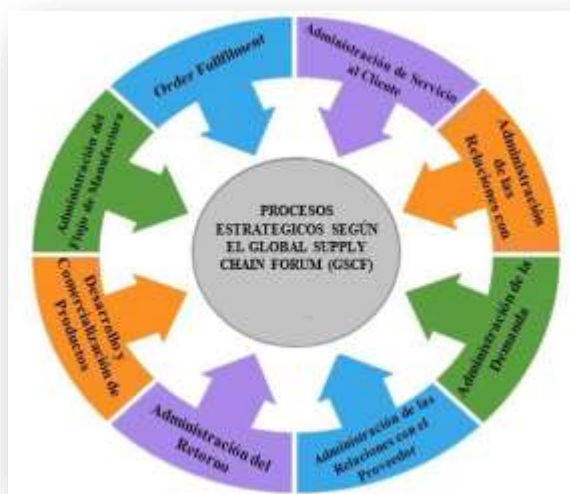 PROCESOS
ESTRATEGICOS SEGÚN
EL GLOBAL SUPPLY
CHAIN FORUM (GSCF)
Administración de Servicio
al Cliente
Administración
de las
Relaciones con
Administración de la
Demanda
Administración de las
Relaciones con el
Proveedor
Administración del
Retorno
Desarrollo y
Comercialización de
Productos
Administración del
Flujo de Manufactura
Order Fullfilment